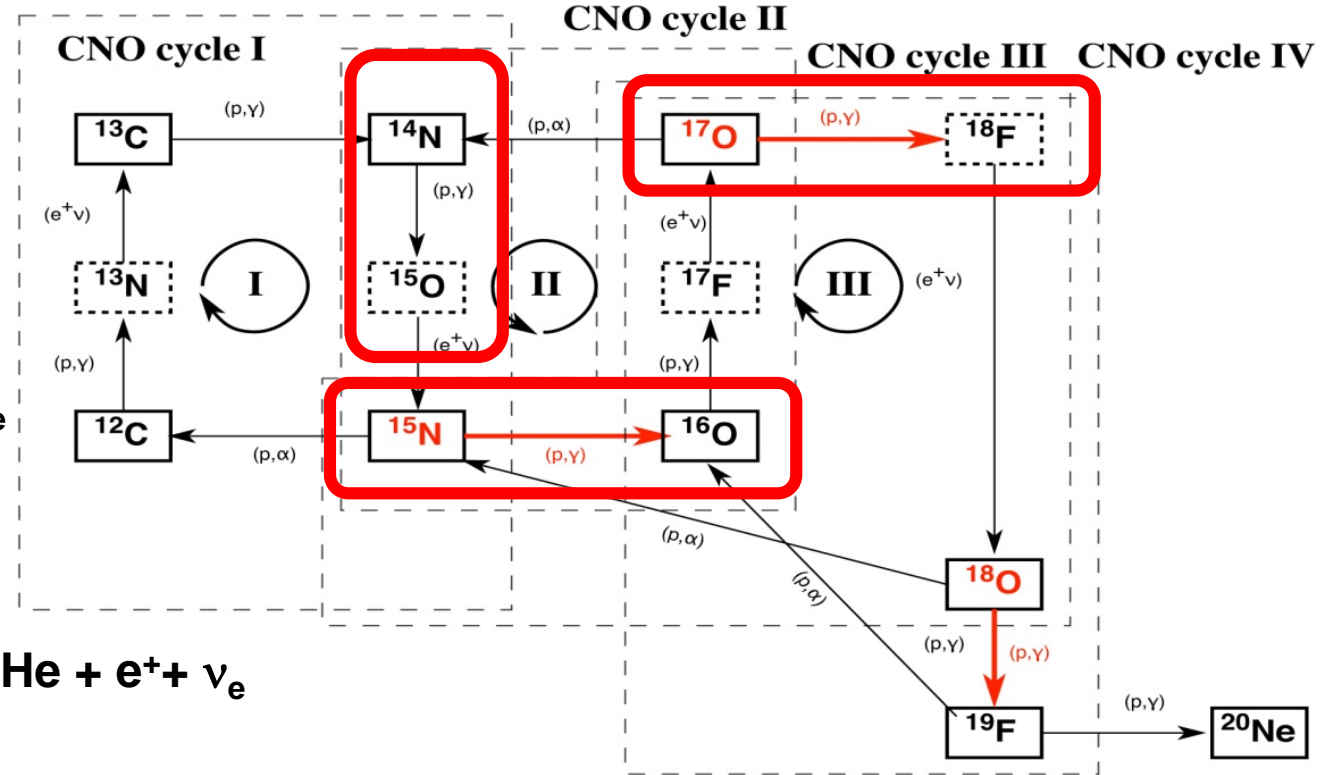 CNO cycle II
CNO cycle I
CNO cycle III
CNO cycle IV
¹³C
(p,γ)
¹⁴N
(p,α)
¹⁷O
(p,γ)
¹⁸F
(e⁺ν)
(p,γ)
(e⁺ν)
¹³N
I
¹⁵O
II
¹⁷F
III
(e⁺ν)
(p,γ)
(e⁺ν)
(p,γ)
e
¹²C
(p,α)
¹⁵N
(p,γ)
¹⁶O
(p,α)
(p,α)
¹⁸O
(p,γ)
(p,γ)
He + e⁺+ νₑ
¹⁹F
(p,γ)
²⁰Ne